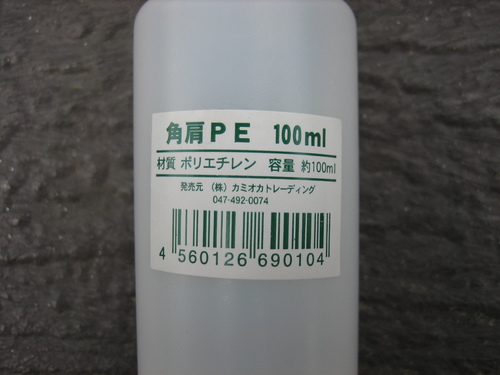 角肩PE 100ml
材質 ポリエチレン 容量 約100ml
発売元 (株) カミオカトレーディング
047-492-0074
4 560126 690104